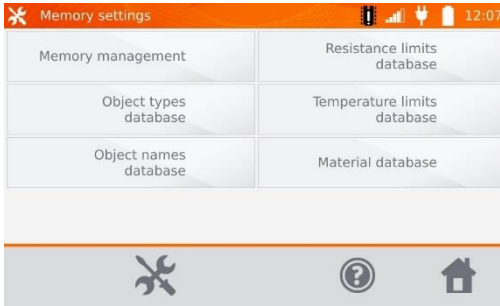 Memory settings
12:07
Memory management
Resistance limits
database
Object types
database
Temperature limits
database
Object names
database
Material database
?